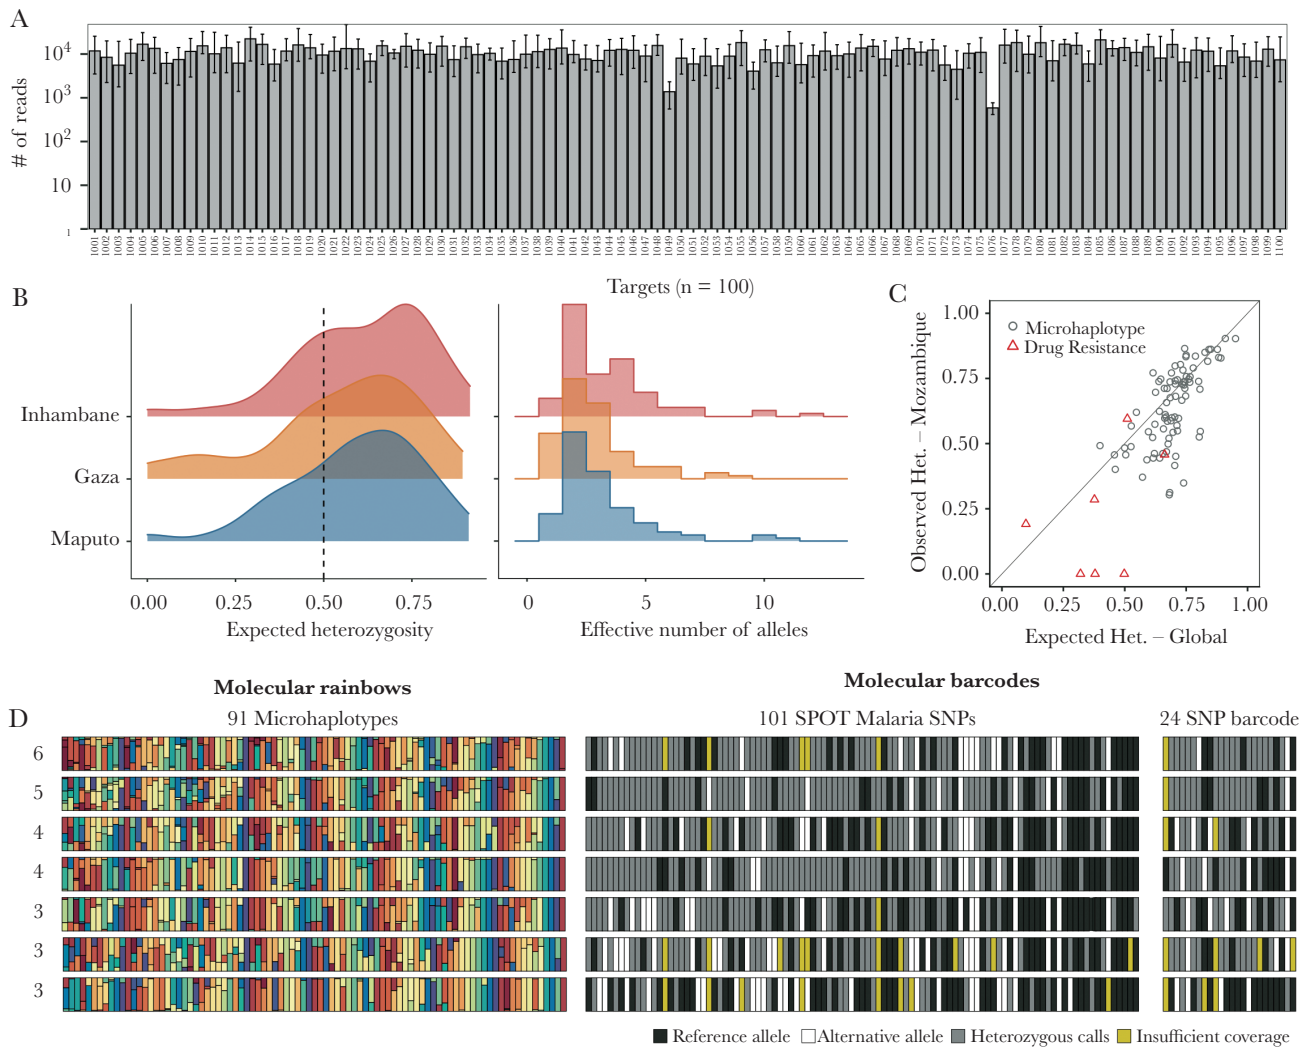 A
# of reads
10⁴
10³
10²
10
1
1001 1002 1003 1004 1005 1006 1007 1008 1009 1010 1011 1012 1013 1014 1015 1016 1017 1018 1019 1020 1021 1022 1023 1024 1025 1026 1027 1028 1029 1030 1031 1032 1033 1034 1035 1036 1037 1038 1039 1040 1041 1042 1043 1044 1045 1046 1047 1048 1049 1050 1051 1052 1053 1054 1055 1056 1057 1058 1059 1060 1061 1062 1063 1064 1065 1066 1067 1068 1069 1070 1071 1072 1073 1074 1075 1076 1077 1078 1079 1080 1081 1082 1083 1084 1085 1086 1087 1088 1089 1090 1091 1092 1093 1094 1095 1096 1097 1098 1099 1100
Targets (n = 100)
B
Inhambane
Gaza
Maputo
0.00 0.25 0.50 0.75
Expected heterozygosity
0 5 10
Effective number of alleles
C
Observed Het. – Mozambique
1.00
0.75
0.50
0.25
0.00
Microhaplotype
Drug Resistance
0.00 0.25 0.50 0.75 1.00
Expected Het. – Global
D
Molecular rainbows
91 Microhaplotypes
Molecular barcodes
101 SPOT Malaria SNPs
24 SNP barcode
6
5
4
4
3
3
3
Reference allele Alternative allele Heterozygous calls Insufficient coverage